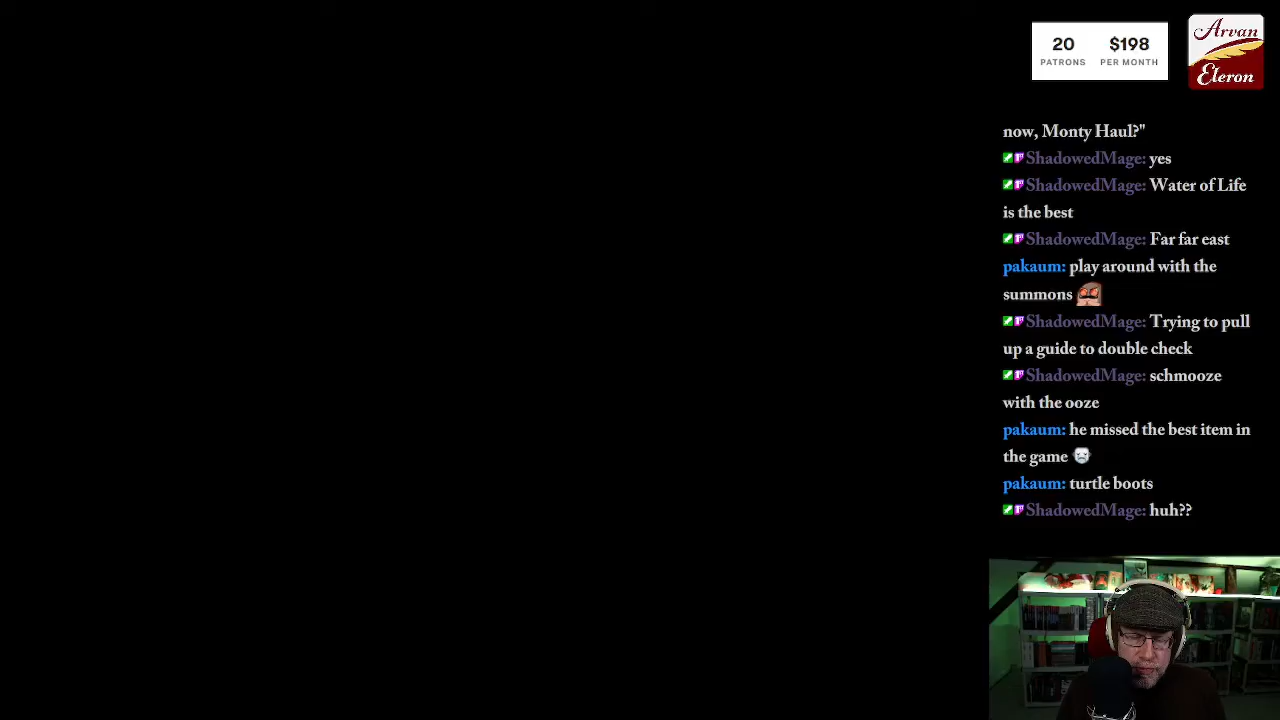 20 $198
PATRONS PER MONTH
Arvan
Eleron
now, Monty Haul?"
ShadowedMage: yes
ShadowedMage: Water of Life
is the best
ShadowedMage: Far far east
pakaum: play around with the
summons
ShadowedMage: Trying to pull
up a guide to double check
ShadowedMage: schmooze
with the ooze
pakaum: he missed the best item in
the game
pakaum: turtle boots
ShadowedMage: huh??